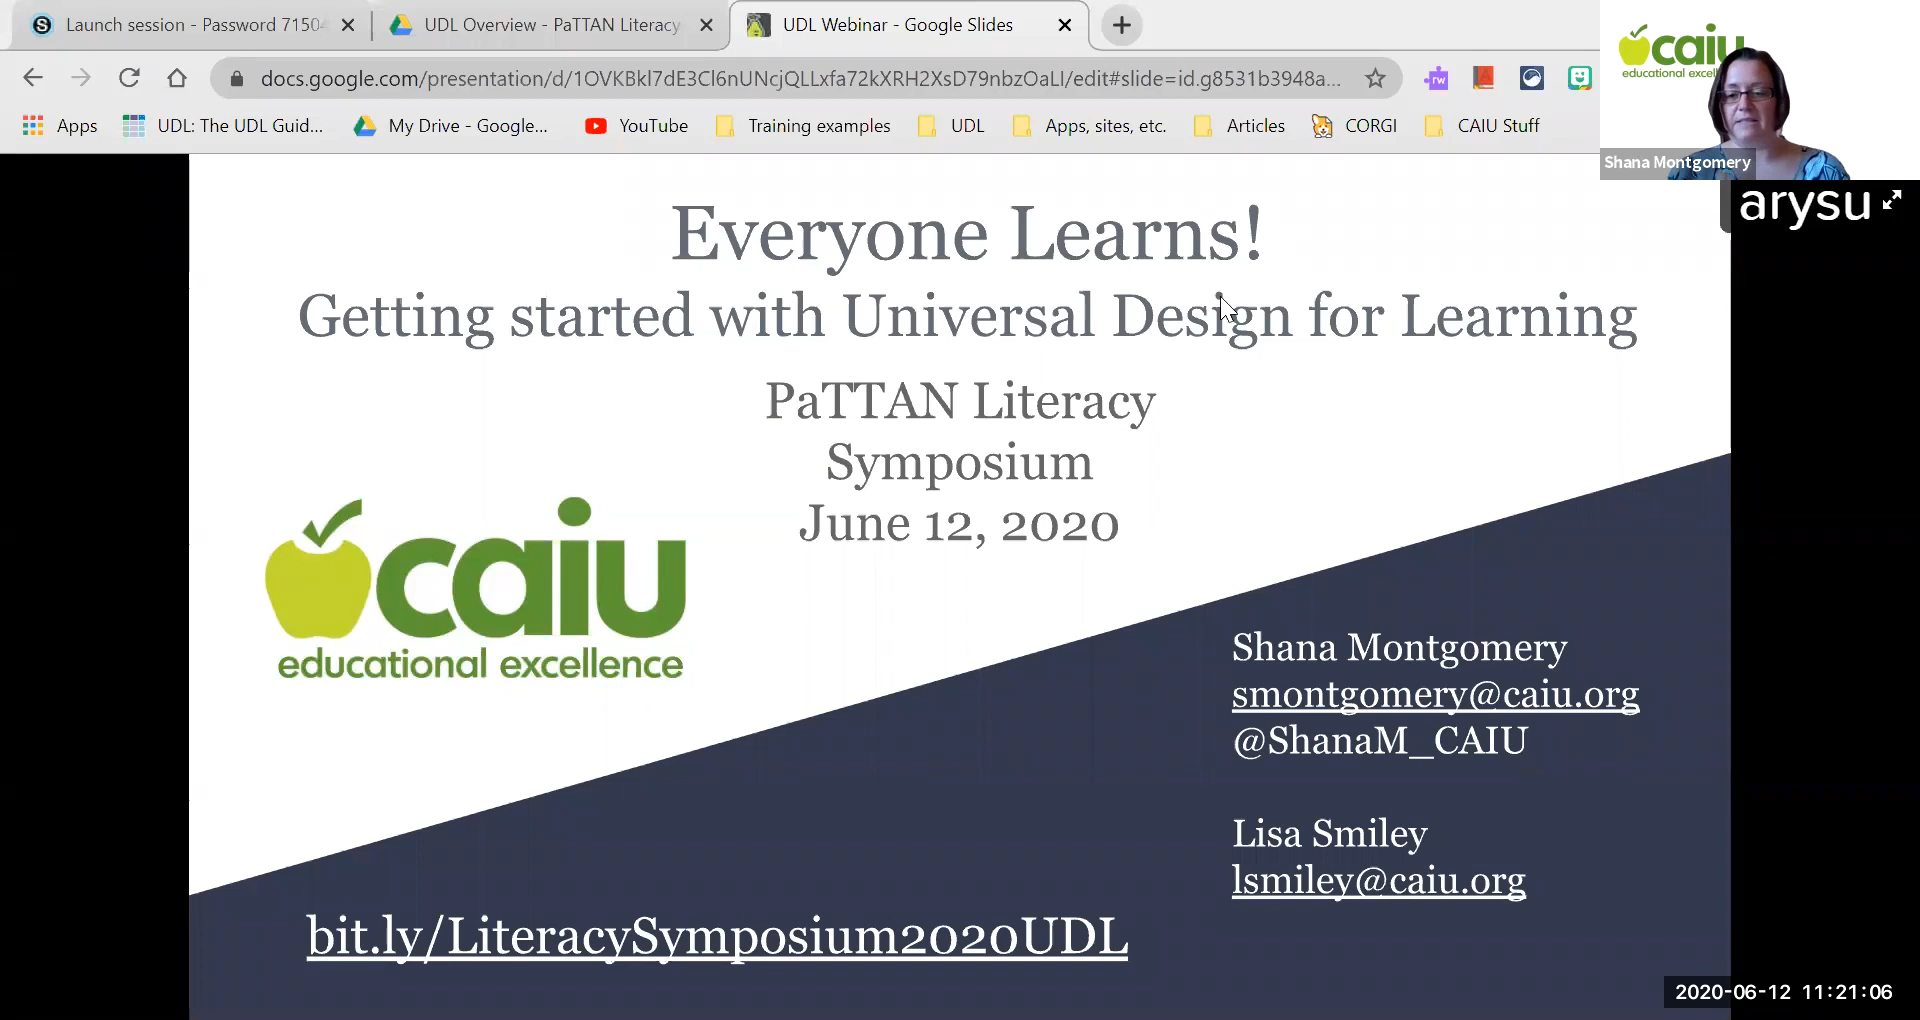 Launch session - Password 7150
UDL Overview - PaTTAN Literacy
UDL Webinar - Google Slides
docs.google.com/presentation/d/1OVKBkl7dE3Cl6nUNcjQLLxfa72kXRH2XsD79nbzOaLI/edit#slide=id.g8531b3948a...
rw
Apps
UDL: The UDL Guid...
My Drive - Google...
YouTube
Training examples
UDL
Apps, sites, etc.
Articles
CORGI
CAIU Stuff
caiu
educational excell
Shana Montgomery
arysu
Everyone Learns!
Getting started with Universal Design for Learning
PaTTAN Literacy
Symposium
June 12, 2020
caiu
educational excellence
Shana Montgomery
smontgomery@caiu.org
@ShanaM_CAIU
Lisa Smiley
lsmiley@caiu.org
bit.ly/LiteracySymposium2020UDL
2020-06-12 11:21:06